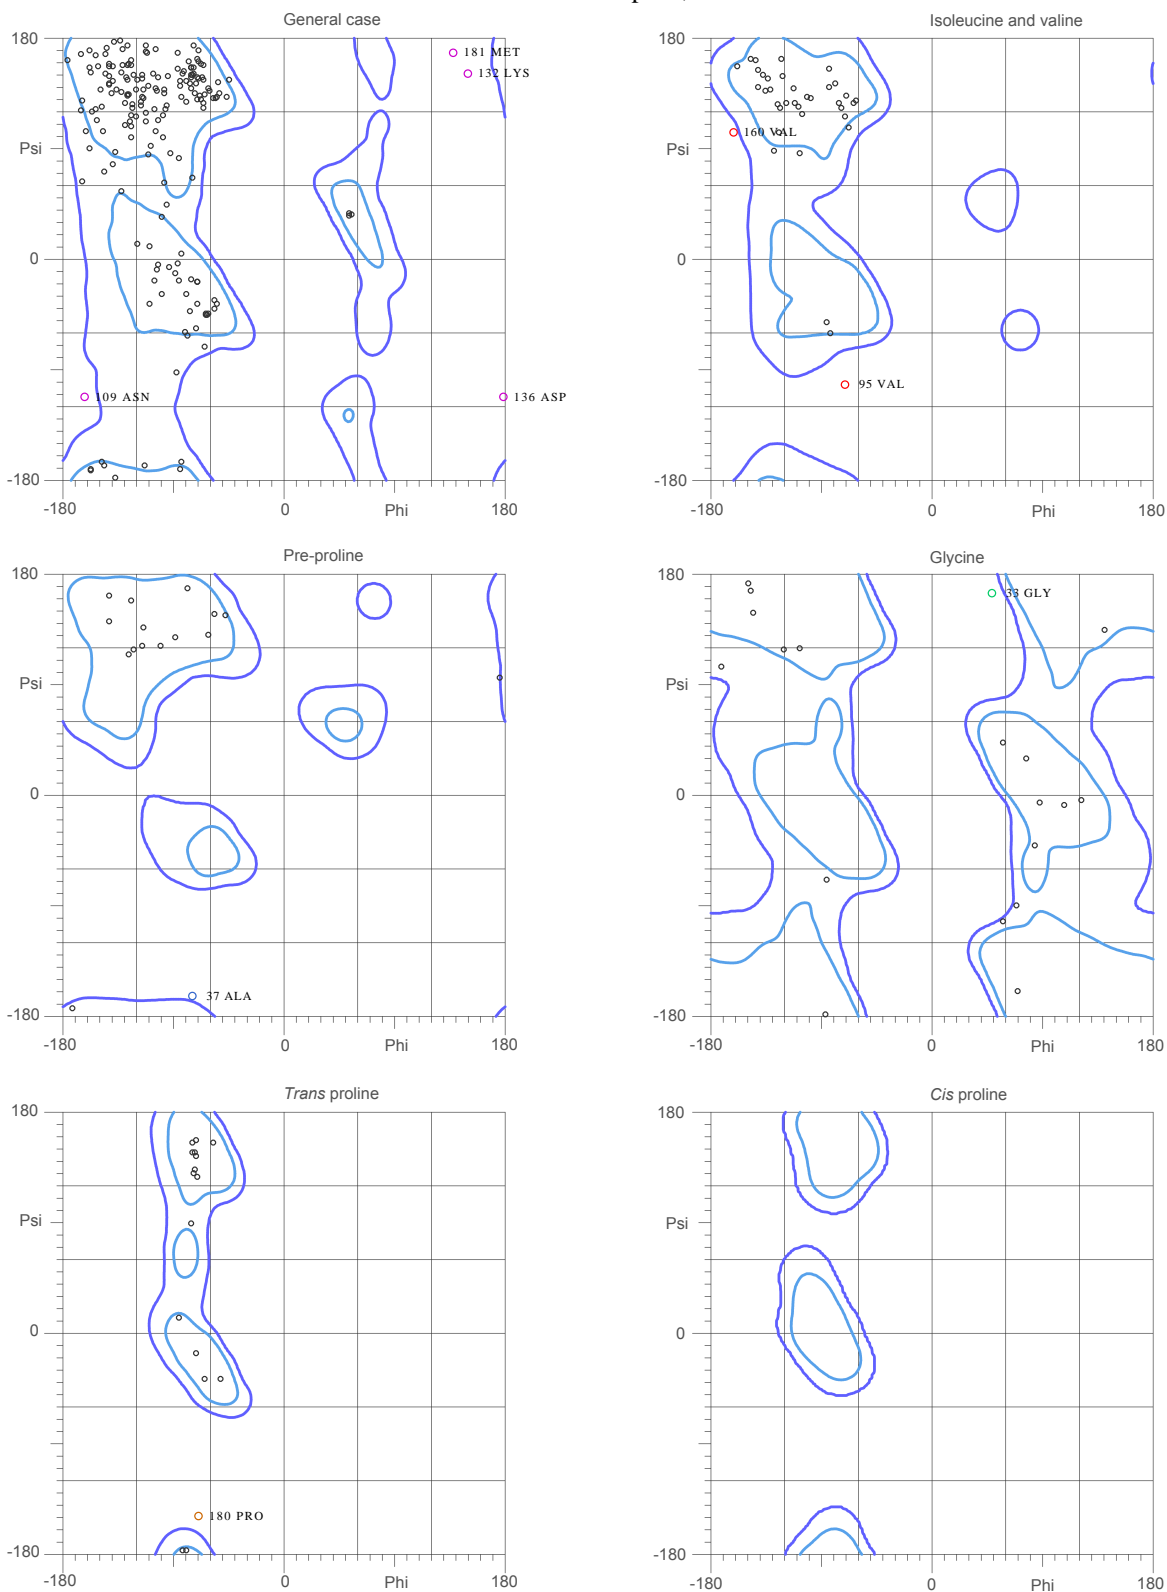 General case
180
Psi
0
-180
-180
0
Phi
180
181 MET
132 LYS
109 ASN
136 ASP
Isoleucine and valine
180
Psi
0
-180
-180
0
Phi
180
160 VAL
95 VAL
Pre-proline
180
Psi
0
-180
-180
0
Phi
180
37 ALA
Glycine
180
Psi
0
-180
-180
0
Phi
180
33 GLY
Trans proline
180
Psi
0
-180
-180
0
Phi
180
180 PRO
Cis proline
180
Psi
0
-180
-180
0
Phi
180